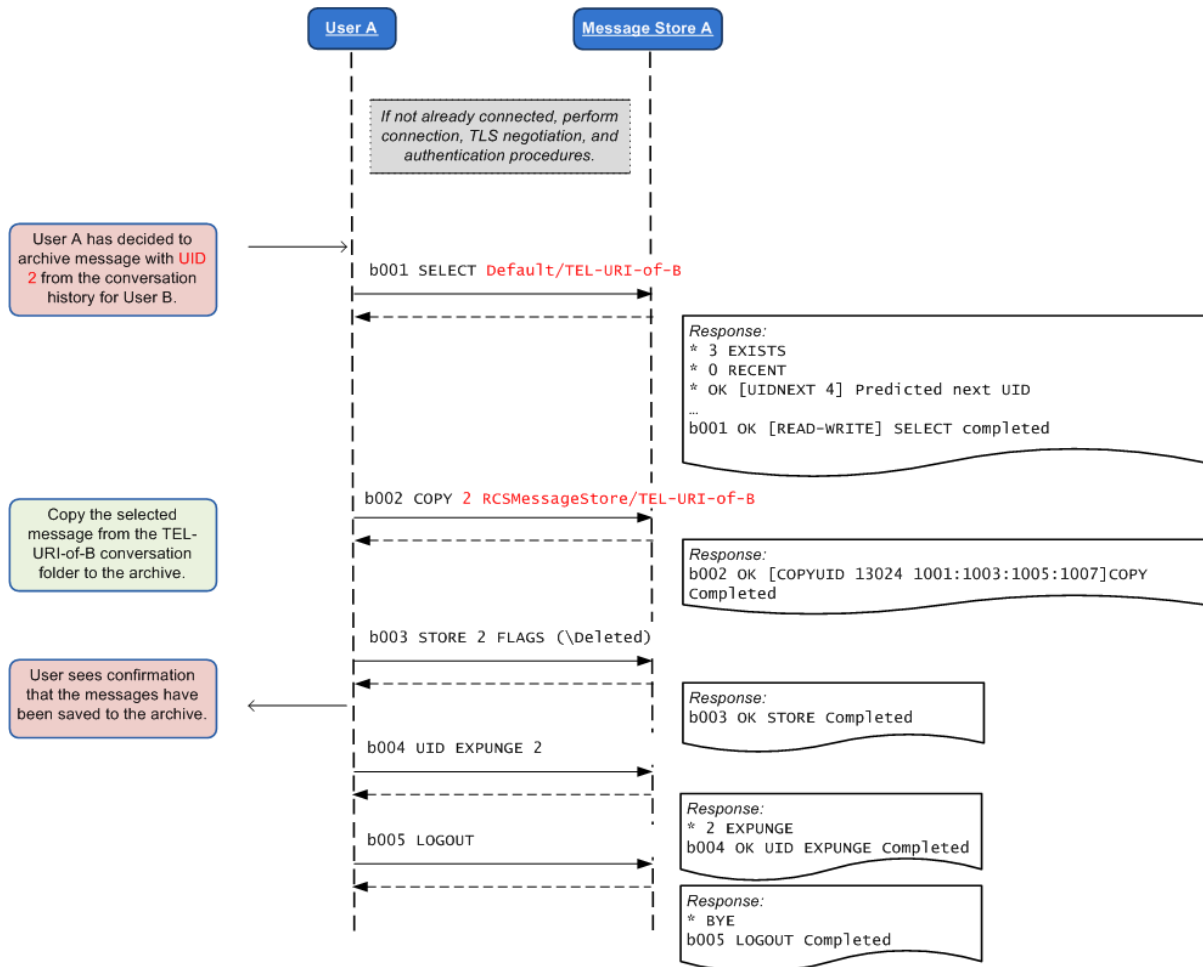 User A
Message Store A
If not already connected, perform
connection, TLS negotiation, and
authentication procedures.
User A has decided to
archive message with UID
2 from the conversation
history for User B.
b001 SELECT Default/TEL-URI-of-B
Response:
* 3 EXISTS
* 0 RECENT
* OK [UIDNEXT 4] Predicted next UID
…
b001 OK [READ-WRITE] SELECT completed
b002 COPY 2 RCSMessageStore/TEL-URI-of-B
Copy the selected
message from the TEL-
URI-of-B conversation
folder to the archive.
Response:
b002 OK [COPYUID 13024 1001:1003:1005:1007]COPY
Completed
b003 STORE 2 FLAGS (\Deleted)
User sees confirmation
that the messages have
been saved to the archive.
Response:
b003 OK STORE Completed
b004 UID EXPUNGE 2
Response:
* 2 EXPUNGE
b004 OK UID EXPUNGE Completed
b005 LOGOUT
Response:
* BYE
b005 LOGOUT Completed